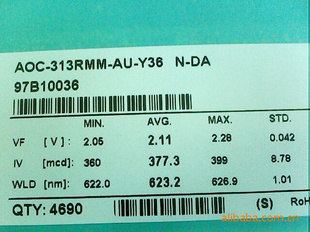 AOC-313RMM-AU-Y36 N-DA
97B10036
MIN. AVG. MAX. STD.
VF [ V ] : 2.05 2.11 2.28 0.042
IV [mcd]: 360 377.3 399 8.78
WLD [nm]: 622.0 623.2 626.9 1.01
QTY: 4690 (S) RoH
alibaba.com.cn